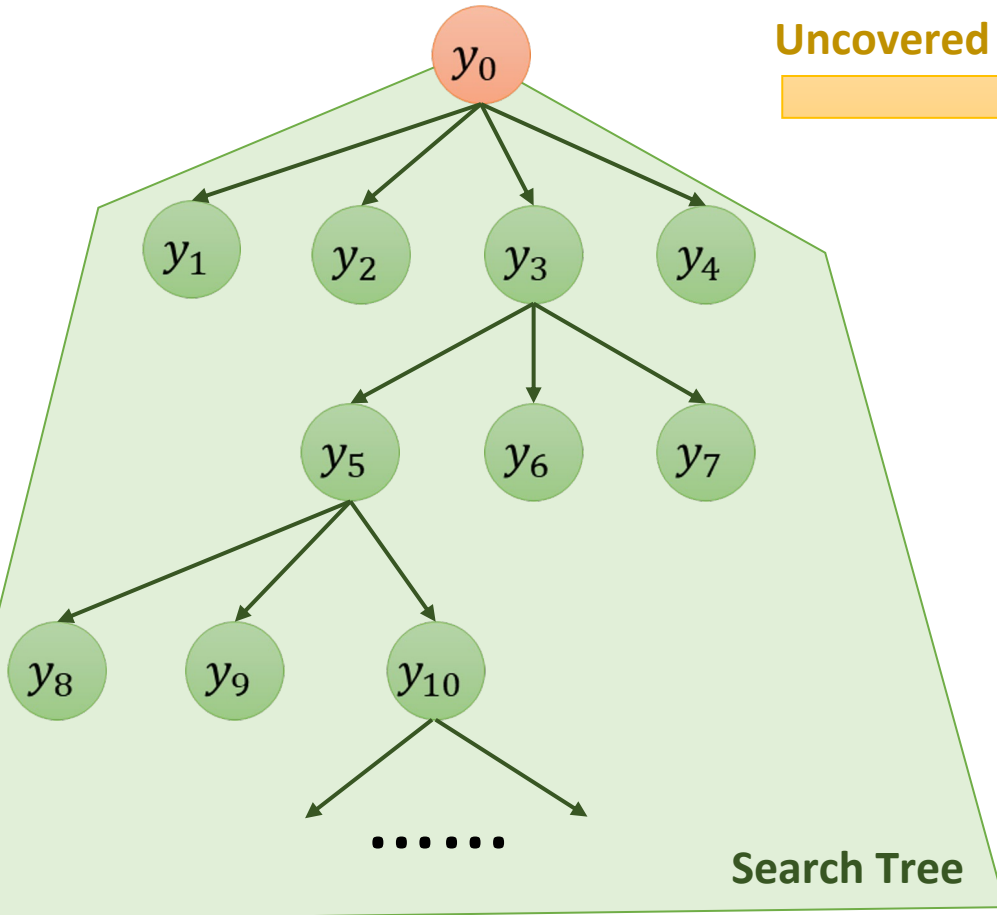 y₀
Uncovered
y₁ y₂ y₃ y₄
y₅ y₆ y₇
y₈ y₉ y₁₀
......
Search Tree